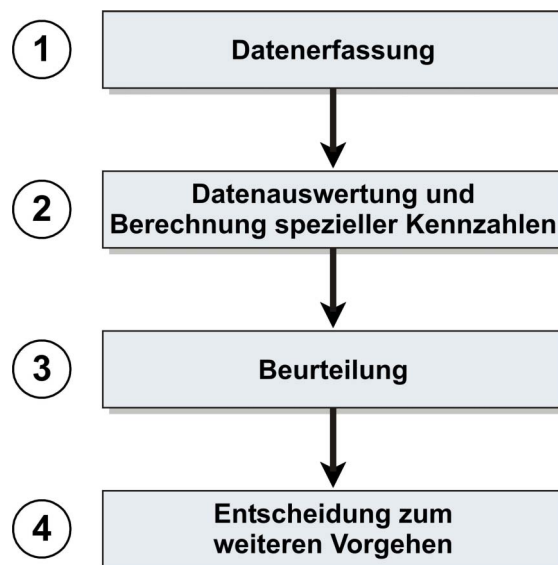 1
Datenerfassung
2
Datenauswertung und
Berechnung spezieller Kennzahlen
3
Beurteilung
4
Entscheidung zum
weiteren Vorgehen